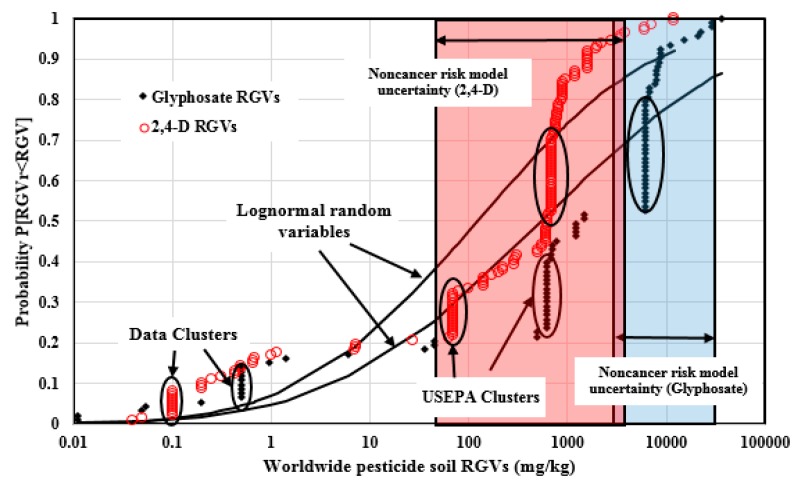 Probability P[RGVr<RGV]
1
0.9
0.8
0.7
0.6
0.5
0.4
0.3
0.2
0.1
0
Noncancer risk model
uncertainty (2,4-D)
Glyphosate RGVs
2,4-D RGVs
Lognormal random
variables
Data Clusters
USEPA Clusters
Noncancer risk model
uncertainty (Glyphosate)
0.01 0.1 1 10 100 1000 10000 100000
Worldwide pesticide soil RGVs (mg/kg)